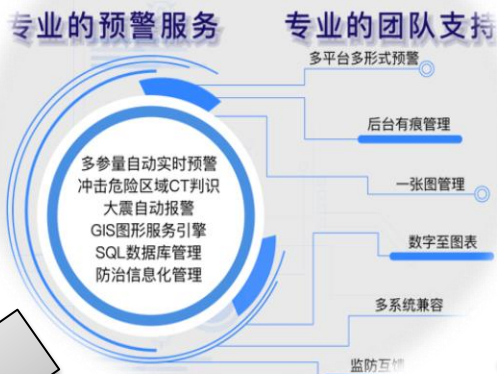 专业的预警服务
专业的团队支持
多参量自动实时预警
冲击危险区域CT判识
大震自动报警
GIS图形服务引擎
SQL数据库管理
防治信息化管理
多平台多形式预警
后台有痕管理
一张图管理
数字至图表
多系统兼容
监防互